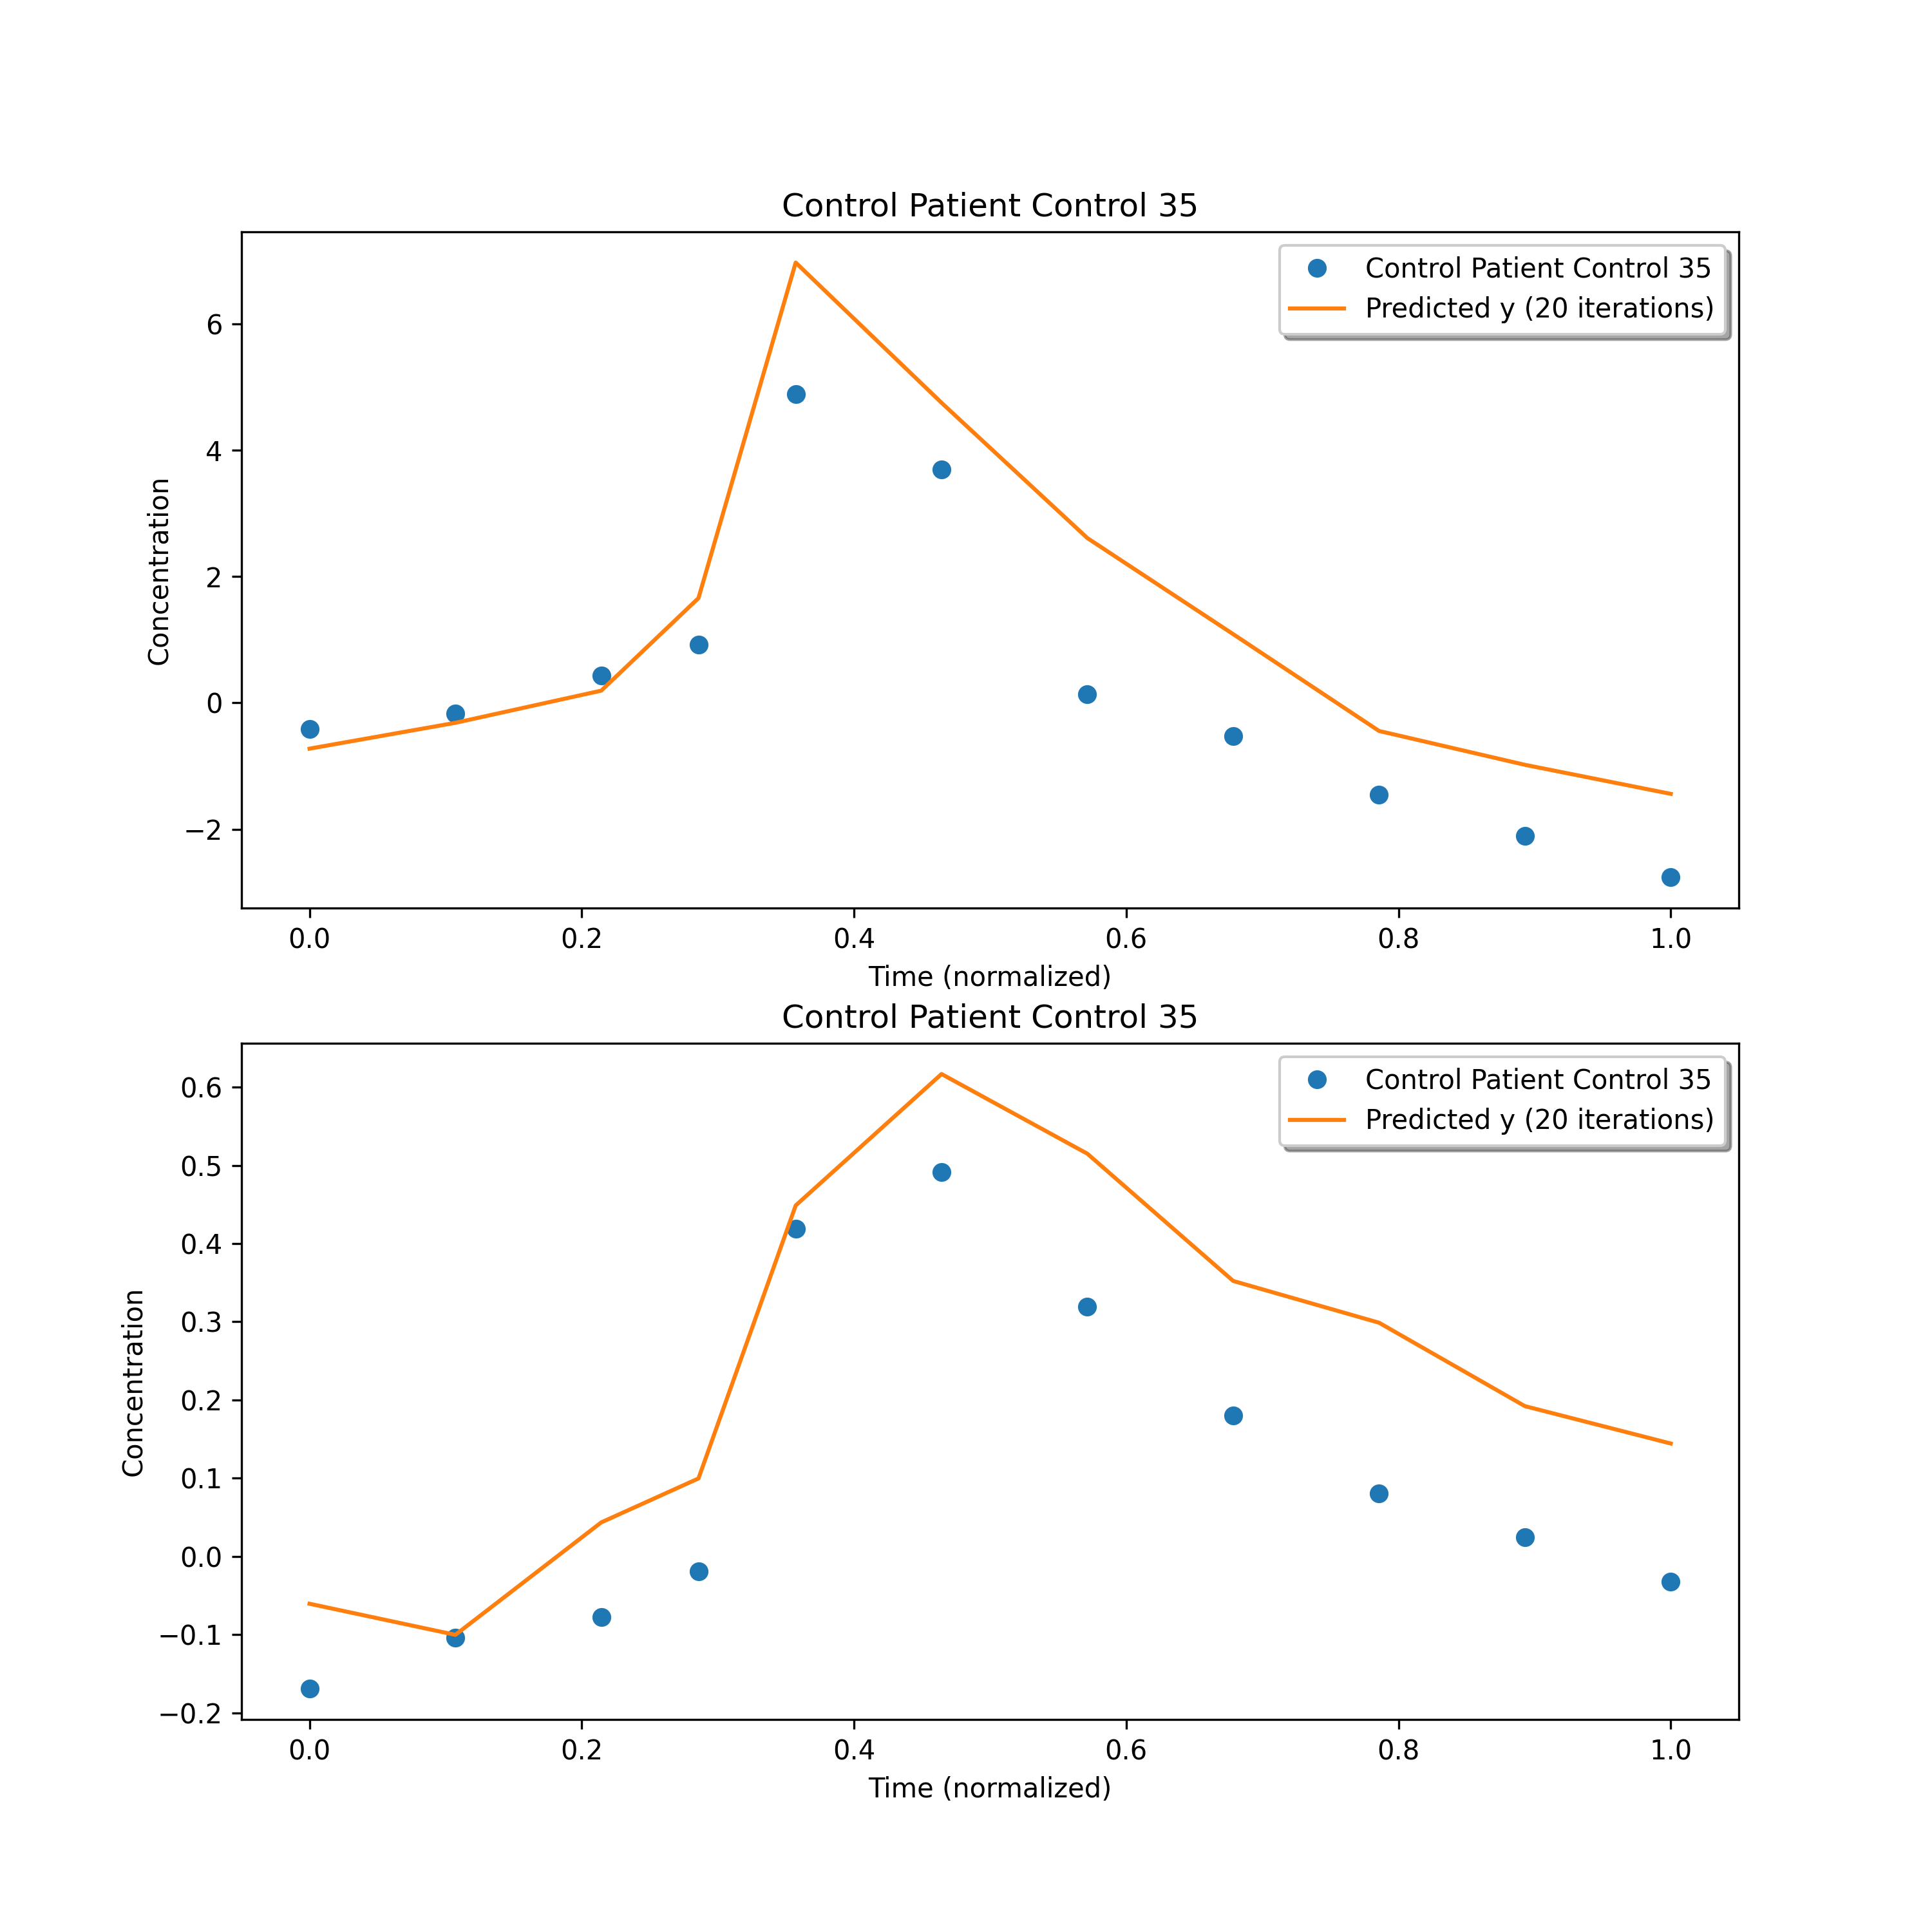 Control Patient Control 35
Control Patient Control 35
Predicted y (20 iterations)
6
4
2
0
−2
Concentration
0.0 0.2 0.4 0.6 0.8 1.0
Time (normalized)
Control Patient Control 35
Control Patient Control 35
Predicted y (20 iterations)
0.6
0.5
0.4
0.3
0.2
0.1
0.0
−0.1
−0.2
Concentration
0.0 0.2 0.4 0.6 0.8 1.0
Time (normalized)